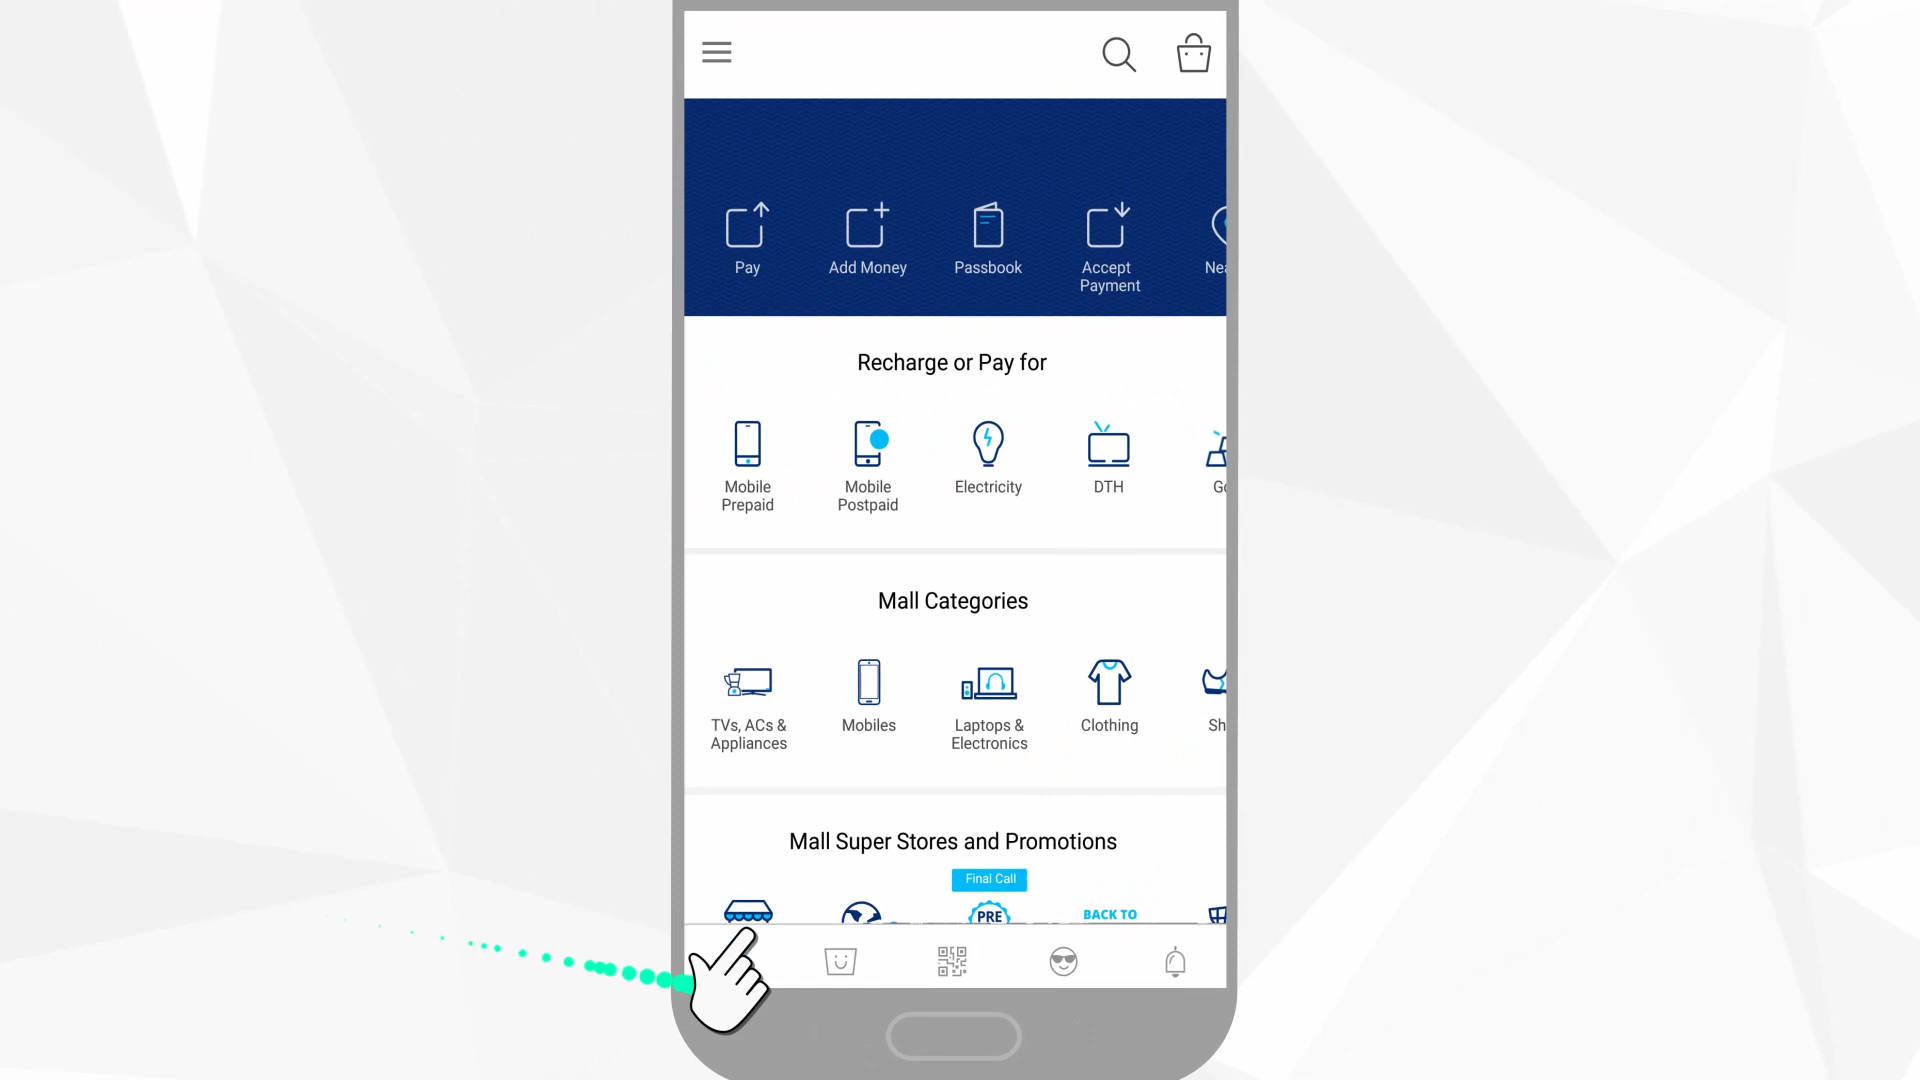 Pay
Add Money
Passbook
Accept
Payment
Recharge or Pay for
Mobile
Prepaid
Mobile
Postpaid
Electricity
DTH
Mall Categories
TVs, ACs &
Appliances
Mobiles
Laptops &
Electronics
Clothing
Mall Super Stores and Promotions
Final Call
PRE
BACK TO